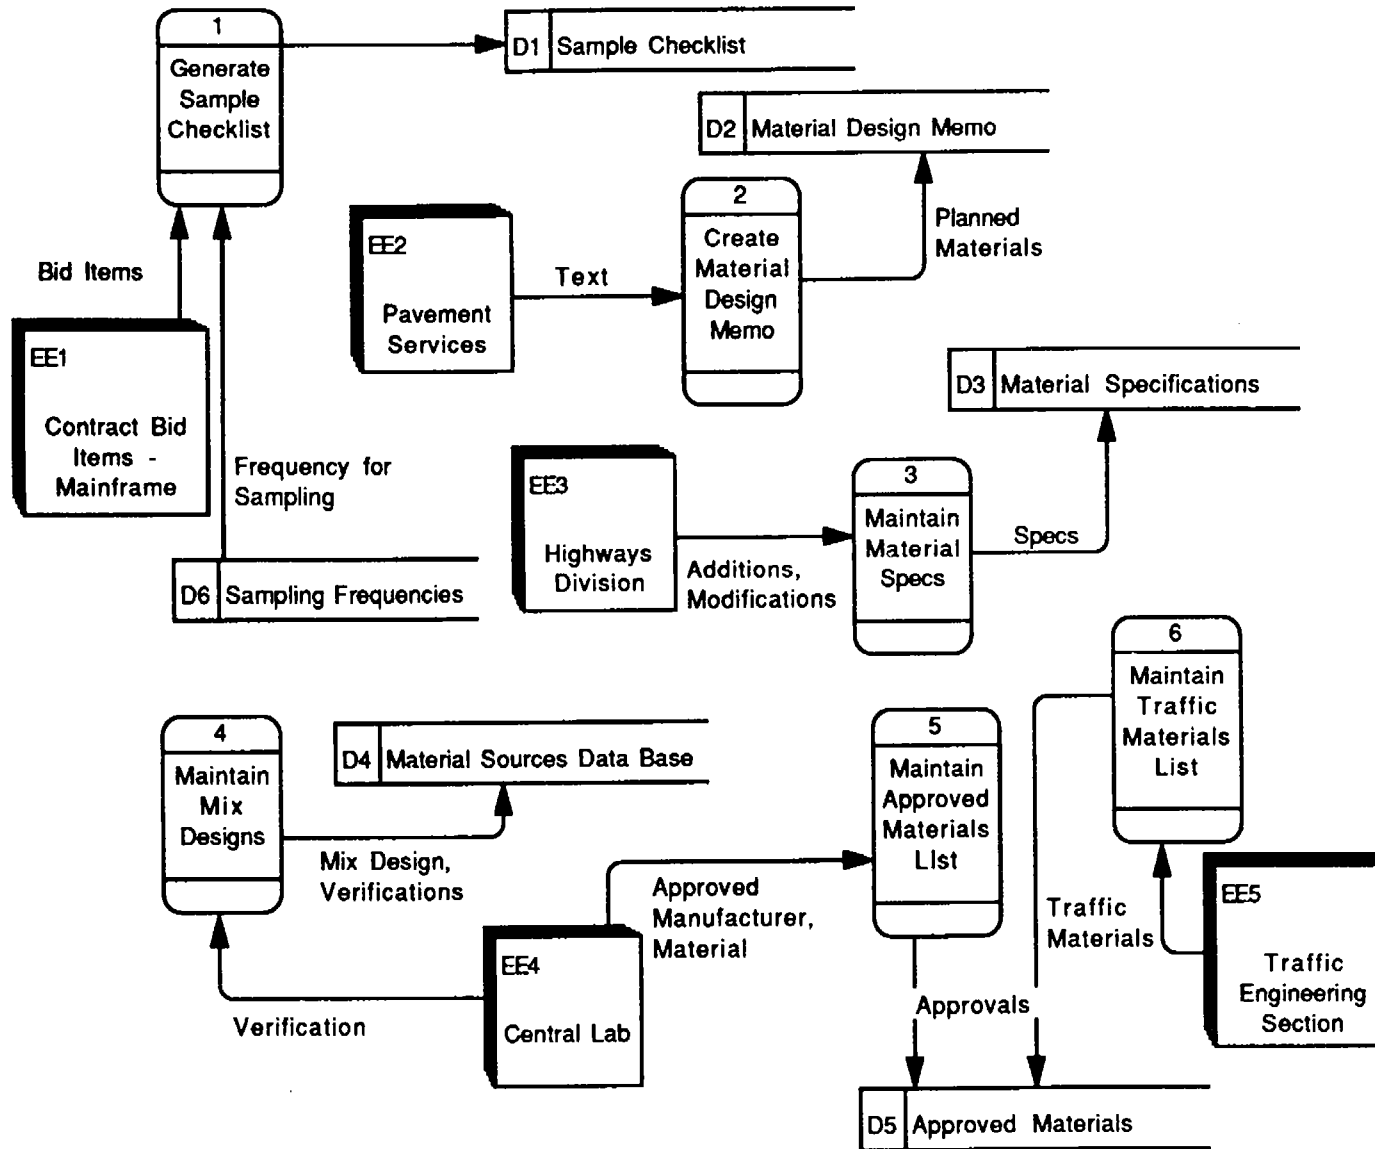 1
Generate
Sample
Checklist
D1 Sample Checklist
D2 Material Design Memo
2
Create
Material
Design
Memo
Planned
Materials
EE2
Pavement
Services
Text
Bid Items
EE1
Contract Bid
Items -
Mainframe
Frequency for
Sampling
D6 Sampling Frequencies
D3 Material Specifications
EE3
Highways
Division
Additions,
Modifications
3
Maintain
Material
Specs
Specs
6
Maintain
Traffic
Materials
List
4
Maintain
Mix
Designs
D4 Material Sources Data Base
Mix Design,
Verifications
5
Maintain
Approved
Materials
LIst
Approved
Manufacturer,
Material
EE4
Central Lab
Verification
Traffic
Materials
EE5
Traffic
Engineering
Section
Approvals
D5 Approved Materials